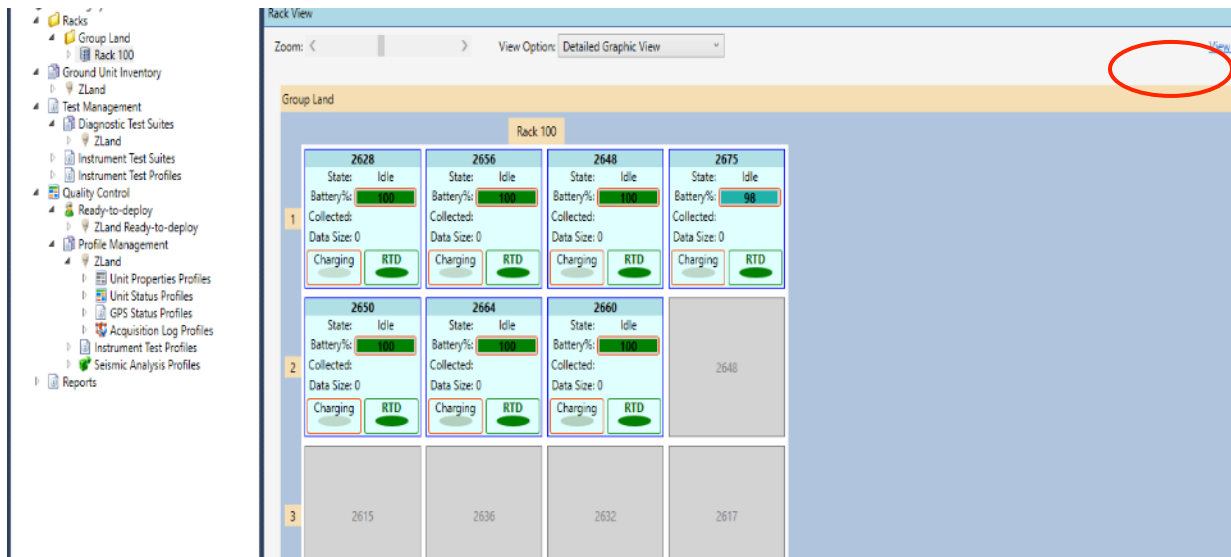 Racks
Group Land
Rack 100
Ground Unit Inventory
ZLand
Test Management
Diagnostic Test Suites
ZLand
Instrument Test Suites
Instrument Test Profiles
Quality Control
Ready-to-deploy
ZLand Ready-to-deploy
Profile Management
ZLand
Unit Properties Profiles
Unit Status Profiles
GPS Status Profiles
Acquisition Log Profiles
Instrument Test Profiles
Seismic Analysis Profiles
Reports
Rack View
Zoom: View Option: Detailed Graphic View View
Group Land
Rack 100
2628 2656 2648 2675
State: Idle State: Idle State: Idle State: Idle
Battery%: 100 Battery%: 100 Battery%: 100 Battery%: 98
1
Collected: Collected: Collected: Collected:
Data Size: 0 Data Size: 0 Data Size: 0 Data Size: 0
Charging RTD Charging RTD Charging RTD Charging RTD
2650 2664 2660
State: Idle State: Idle State: Idle
Battery%: 100 Battery%: 100 Battery%: 100
2 Collected: Collected: Collected: 2648
Data Size: 0 Data Size: 0 Data Size: 0
Charging RTD Charging RTD Charging RTD
3 2615 2636 2632 2617